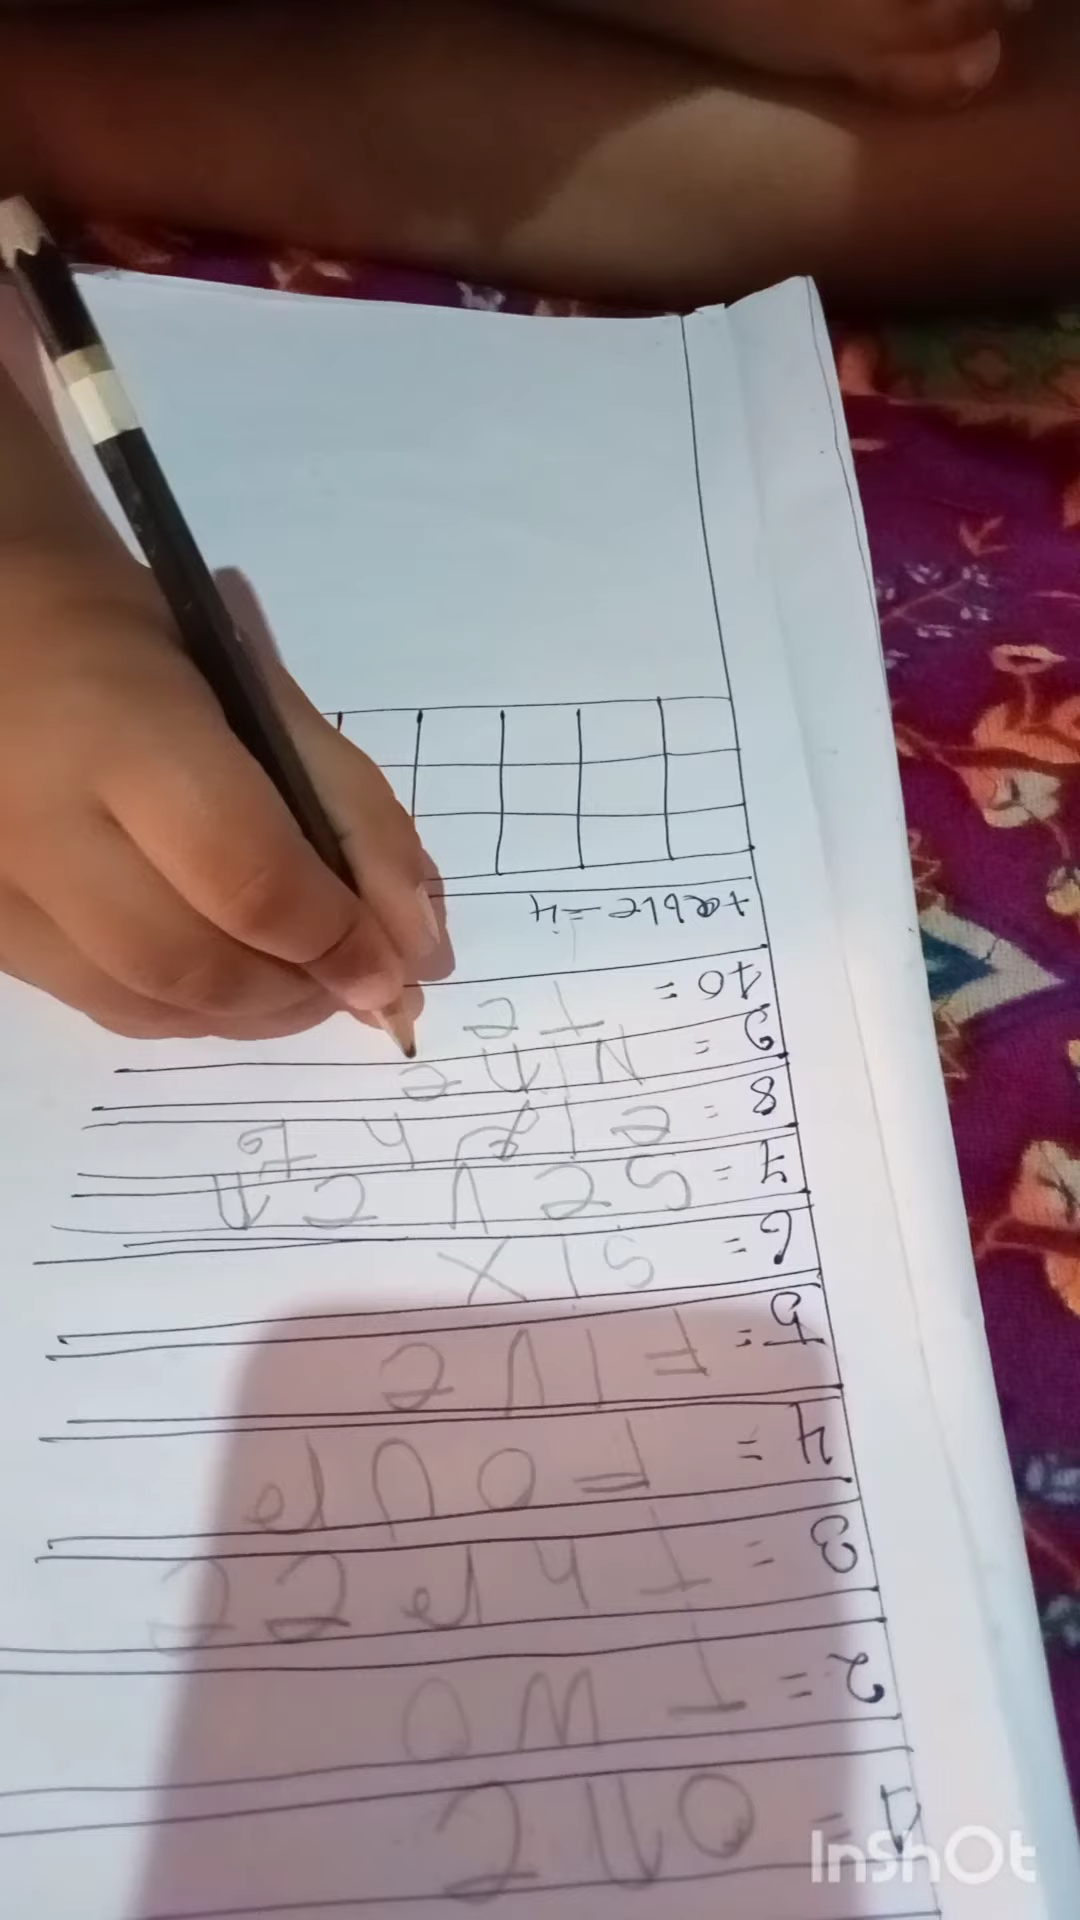 1 = ONE
2 = TWO
3 = ThrEE
4 = FOUr
5 = FIVE
6 = SIX
7 = SEVEn
8 = eIght
9 = NInE
10 = TE
table = 4
InShOt